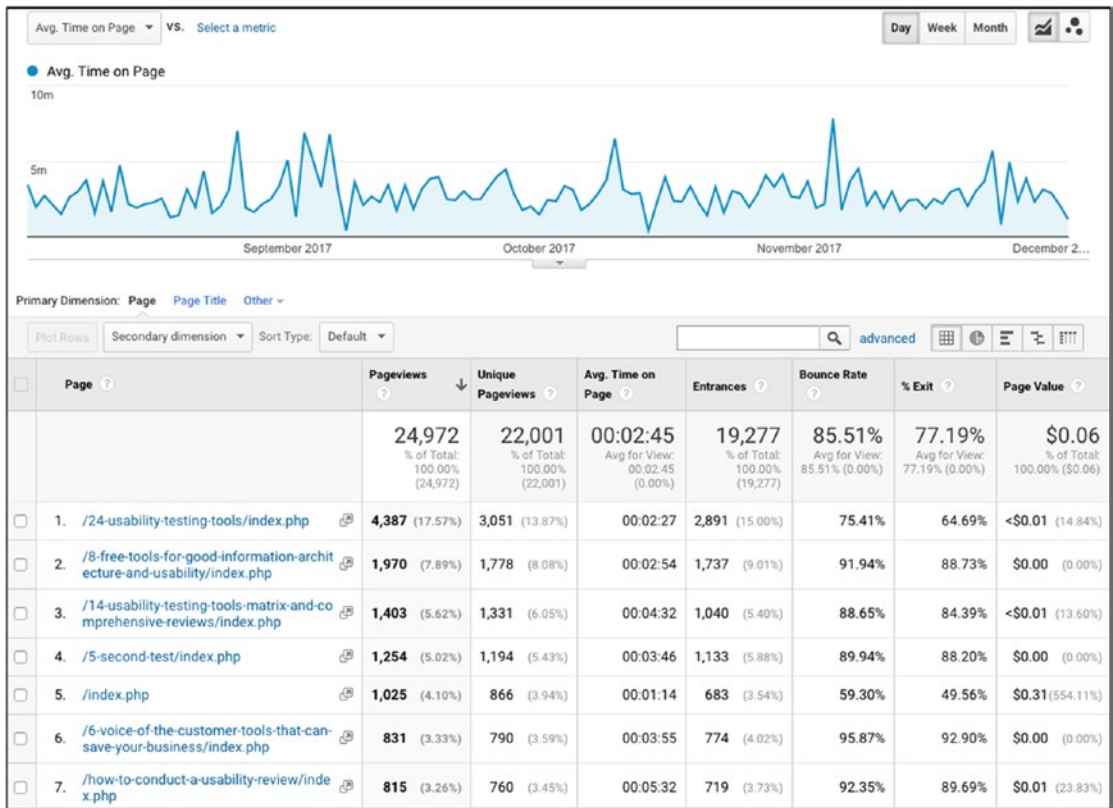 Avg. Time on Page VS. Select a metric Day Week Month
Avg. Time on Page
10m
5m
September 2017 October 2017 November 2017 December 2...
Primary Dimension: Page Page Title Other
Plot Rows Secondary dimension Sort Type: Default advanced
Page ? Pageviews ? Unique Pageviews ? Avg. Time on Page ? Entrances ? Bounce Rate ? % Exit ? Page Value ?
24,972 22,001 00:02:45 19,277 85.51% 77.19% $0.06
% of Total: % of Total: Avg for View: % of Total: Avg for View: Avg for View: % of Total:
100.00% 100.00% 00:02:45 100.00% 85.51% (0.00%) 77.19% (0.00%) 100.00% ($0.06)
(24,972) (22,001) (0.00%) (19,277)
1. /24-usability-testing-tools/index.php 4,387 (17.57%) 3,051 (13.87%) 00:02:27 2,891 (15.00%) 75.41% 64.69% <$0.01 (14.84%)
2. /8-free-tools-for-good-information-archit
ecture-and-usability/index.php 1,970 (7.89%) 1,778 (8.08%) 00:02:54 1,737 (9.01%) 91.94% 88.73% $0.00 (0.00%)
3. /14-usability-testing-tools-matrix-and-co
mprehensive-reviews/index.php 1,403 (5.62%) 1,331 (6.05%) 00:04:32 1,040 (5.40%) 88.65% 84.39% <$0.01 (13.60%)
4. /5-second-test/index.php 1,254 (5.02%) 1,194 (5.43%) 00:03:46 1,133 (5.88%) 89.94% 88.20% $0.00 (0.00%)
5. /index.php 1,025 (4.10%) 866 (3.94%) 00:01:14 683 (3.54%) 59.30% 49.56% $0.31 (554.11%)
6. /6-voice-of-the-customer-tools-that-can-
save-your-business/index.php 831 (3.33%) 790 (3.59%) 00:03:55 774 (4.02%) 95.87% 92.90% $0.00 (0.00%)
7. /how-to-conduct-a-usability-review/inde
x.php 815 (3.26%) 760 (3.45%) 00:05:32 719 (3.73%) 92.35% 89.69% $0.01 (23.83%)